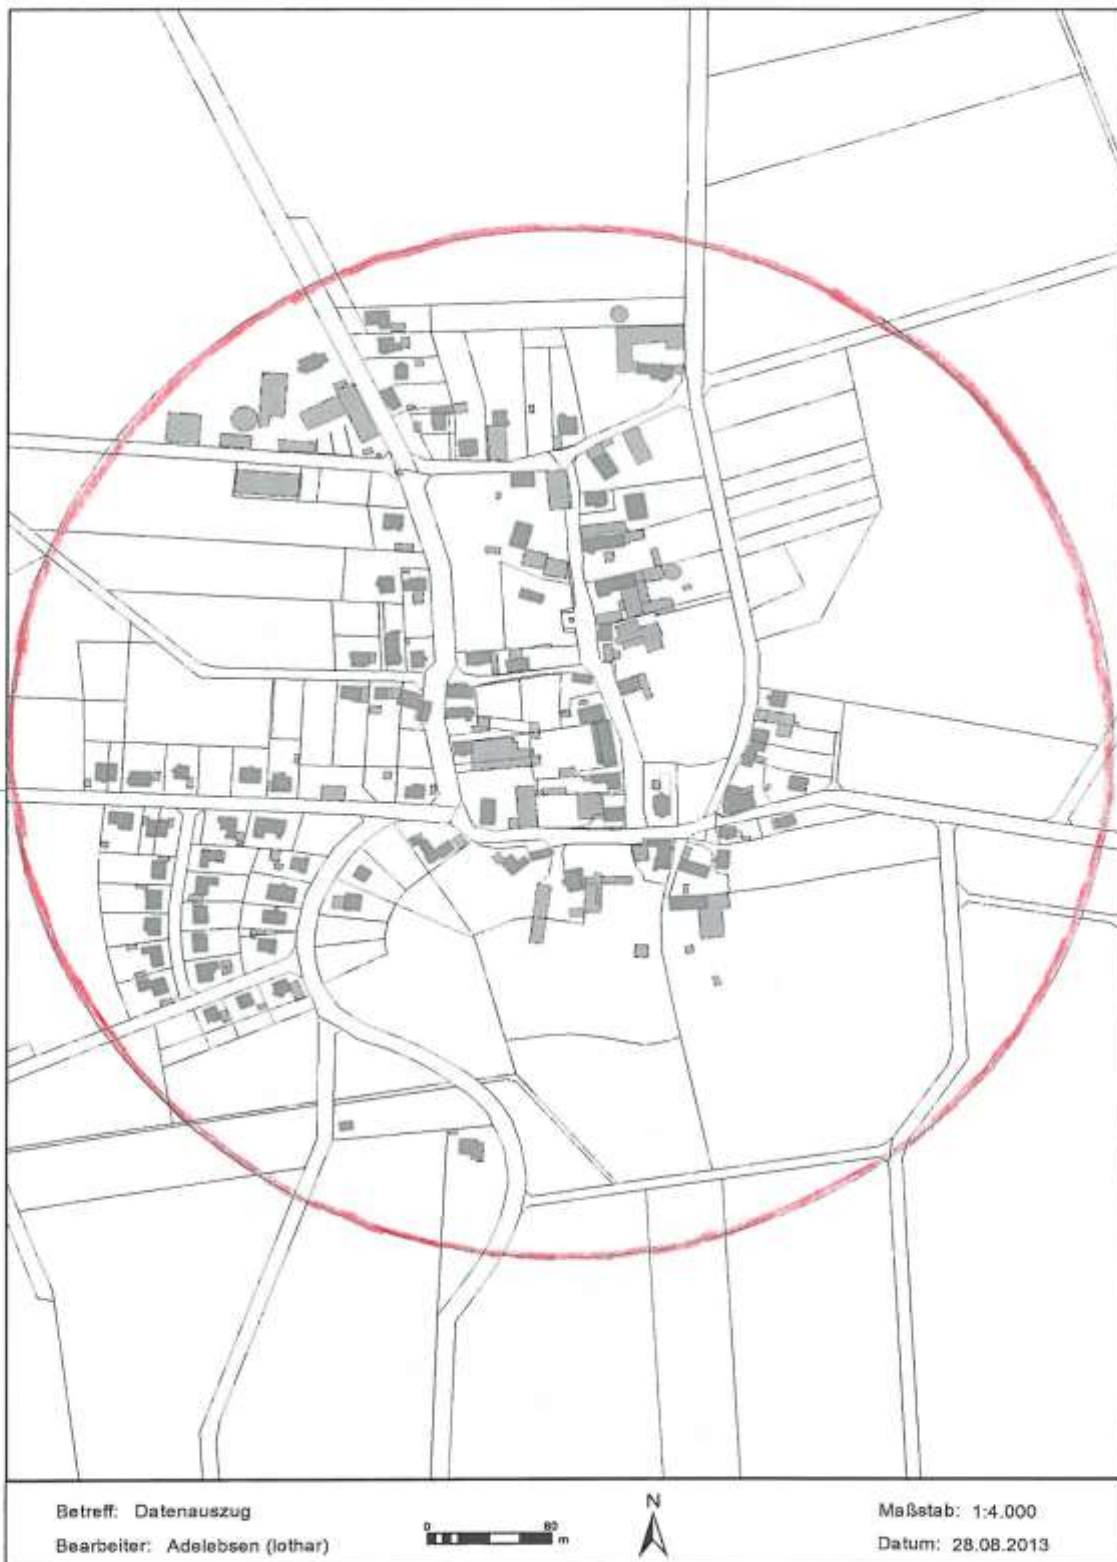 Betreff: Datenauszug
Bearbeiter: Adelebsen (lothar)
0 80
m
N
Maßstab: 1:4.000
Datum: 28.08.2013